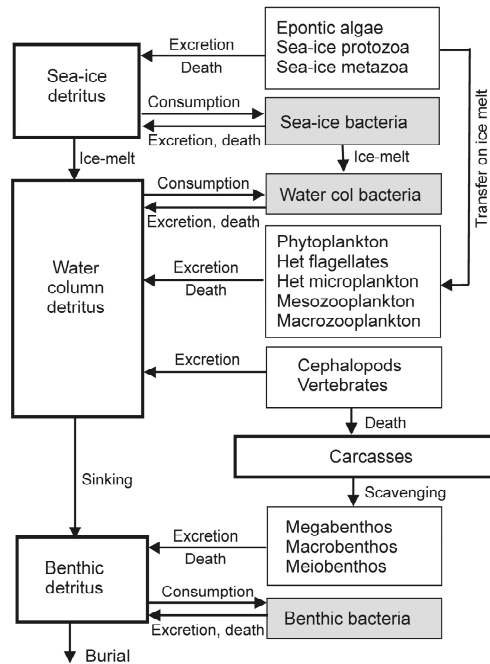 Epontic algae
Sea-ice protozoa
Sea-ice metazoa
Excretion
Death
Sea-ice
detritus
Consumption
Sea-ice bacteria
Excretion, death
Transfer on ice melt
Ice-melt
Ice-melt
Consumption
Water col bacteria
Excretion, death
Phytoplankton
Het flagellates
Het microplankton
Mesozooplankton
Macrozooplankton
Water
column
detritus
Excretion
Death
Excretion
Cephalopods
Vertebrates
Death
Carcasses
Sinking
Scavenging
Megabenthos
Macrobenthos
Meiobenthos
Excretion
Death
Benthic
detritus
Consumption
Benthic bacteria
Excretion, death
Burial